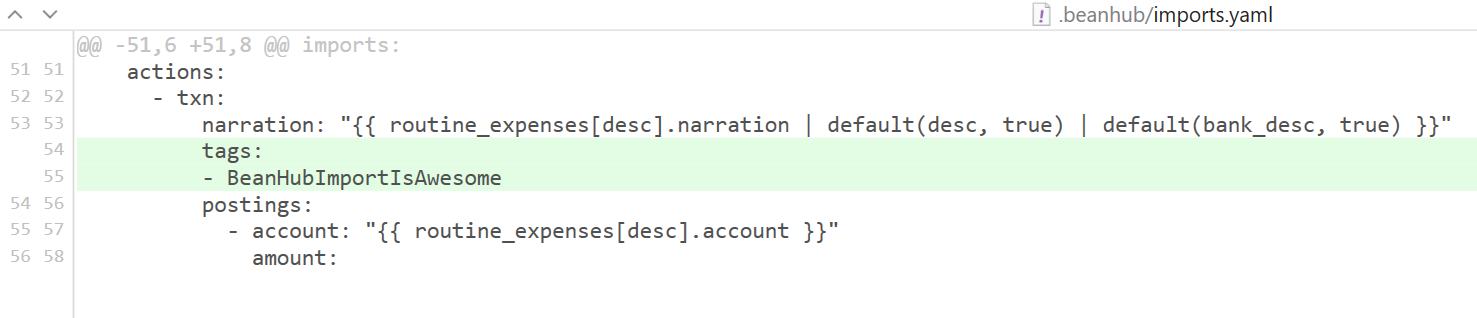 .beanhub/imports.yaml
@@ -51,6 +51,8 @@ imports:
51 51 actions:
52 52 - txn:
53 53 narration: "{{ routine_expenses[desc].narration | default(desc, true) | default(bank_desc, true) }}"
54 tags:
55 - BeanHubImportIsAwesome
54 56 postings:
55 57 - account: "{{ routine_expenses[desc].account }}"
56 58 amount: